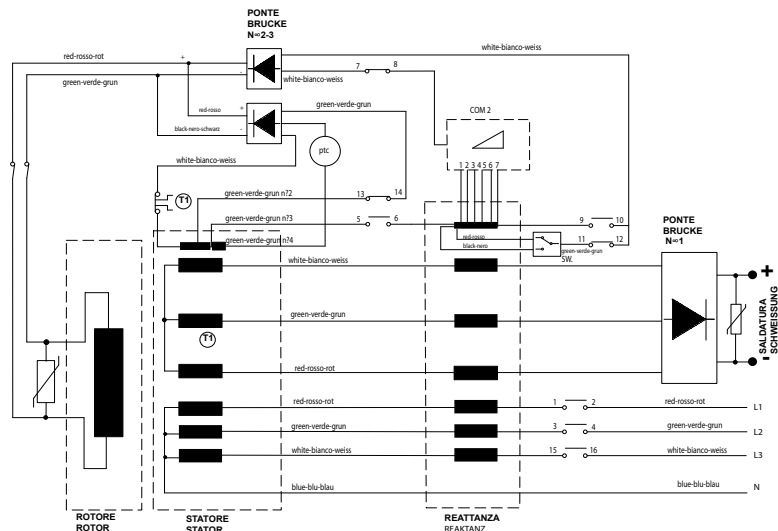 PONTE
BRUCKE
N∞2-3
red-rosso-rot
+
white-bianco-weiss
7
8
green-verde-grun
-
white-bianco-weiss
green-verde-grun
COM 2
red-rosso
+
black-nero-schwarz
-
ptc
1 2 3 4 5 6 7
white-bianco-weiss
T1
green-verde-grun n?2
13
14
green-verde-grun n?3
5
6
9
10
PONTE
BRUCKE
N∞1
red-rosso
black-nero
11
12
green-verde-grun
SW.
green-verde-grun n?4
white-bianco-weiss
+
green-verde-grun
T1
SALDATURA
SCHWEISSUNG
-
red-rosso-rot
red-rosso-rot
1
2
red-rosso-rot
L1
green-verde-grun
3
4
green-verde-grun
L2
white-bianco-weiss
15
16
white-bianco-weiss
L3
blue-blu-blau
blue-blu-blau
N
ROTORE
ROTOR
STATORE
STATOR
REATTANZA
REAKTANZ